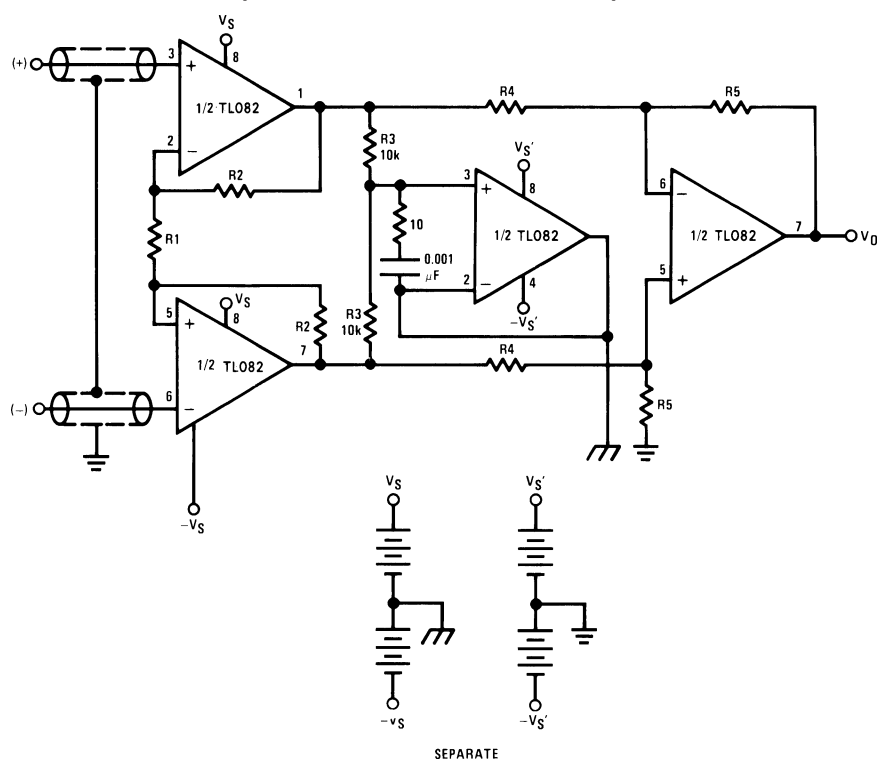 VS
(+)
3
+
8
1/2 TL082
1
2
−
R2
R1
R3
10k
R4
R5
VS'
3
+
8
10
1/2 TL082
0.001
μF
2
−
4
−VS'
6
−
1/2 TL082
7
VO
5
+
VS
5
+
8
R2
7
1/2 TL082
R3
10k
R4
R5
(−)
6
−
−VS
VS
VS'
−vS
−VS'
SEPARATE